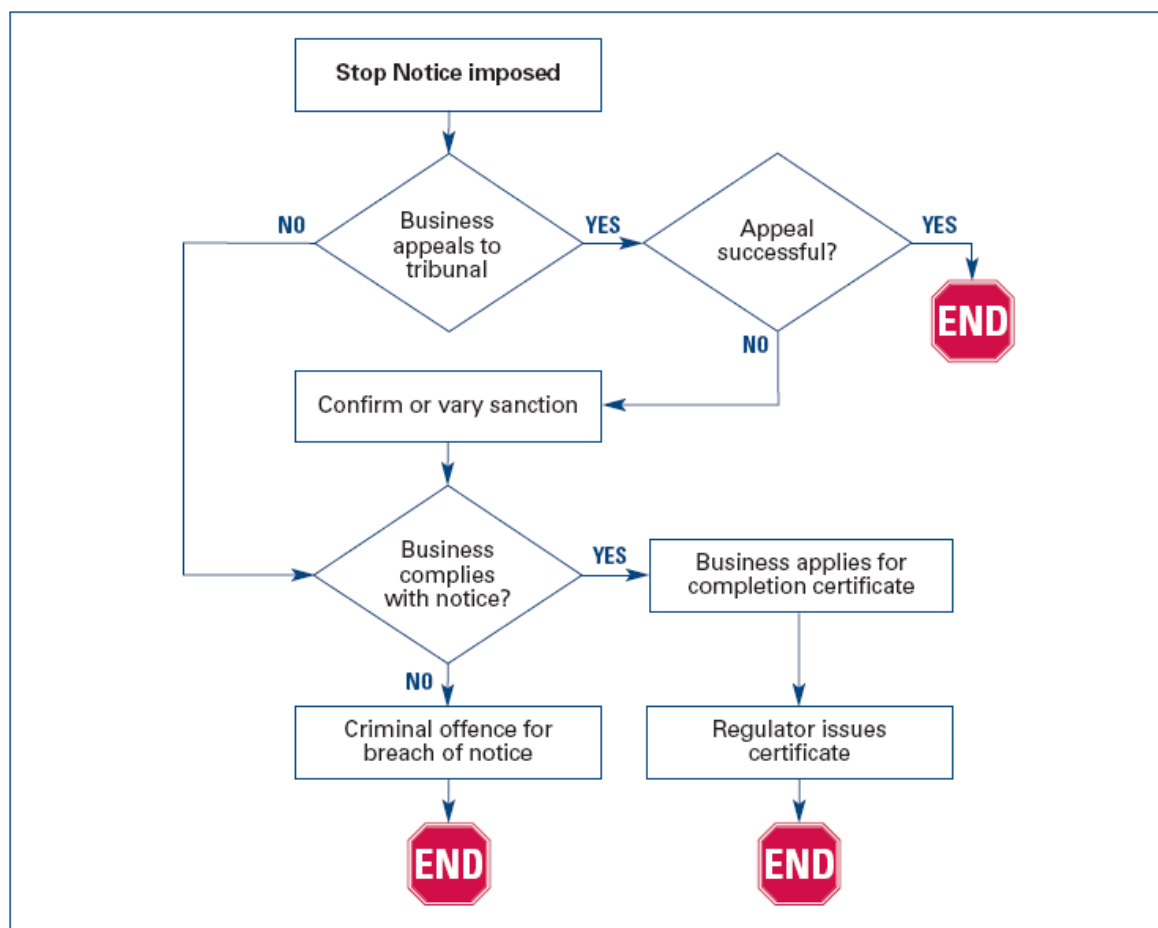 Stop Notice imposed
NO
Business
appeals to
tribunal
YES
Appeal
successful?
YES
END
NO
Confirm or vary sanction
Business
complies
with notice?
YES
Business applies for
completion certificate
NO
Criminal offence for
breach of notice
Regulator issues
certificate
END
END